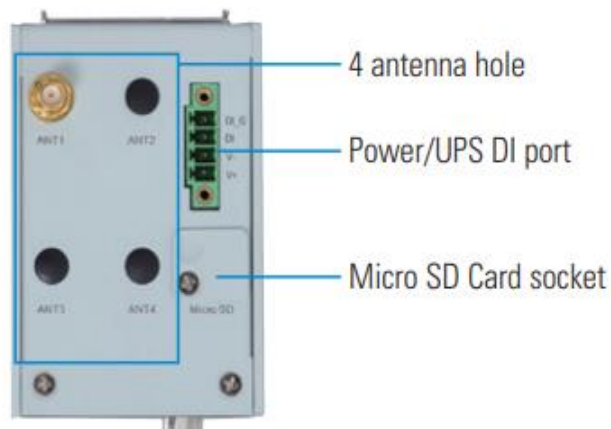 4 antenna hole
ANT1
ANT2
DI_G
DI
V-
V+
Power/UPS DI port
Micro SD Card socket
ANT3
ANT4
Micro SD